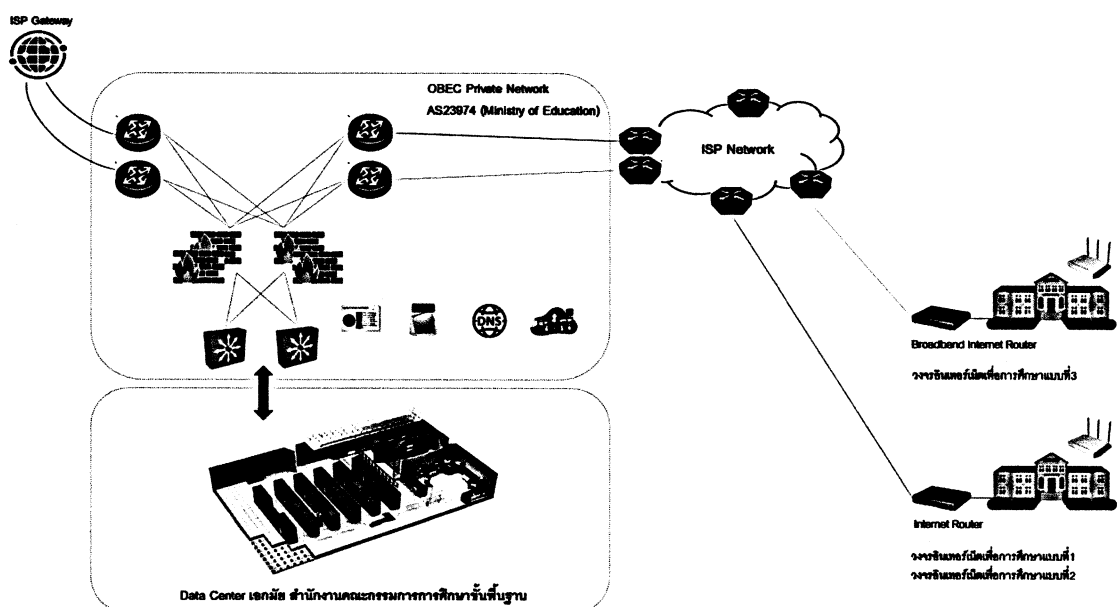 ISP Gateway
OBEC Private Network
AS23974 (Ministry of Education)
ISP Network
DNS
Broadband Internet Router
วงจรอินเทอร์เน็ตเพื่อการศึกษาแบบที่3
Internet Router
วงจรอินเทอร์เน็ตเพื่อการศึกษาแบบที่1
วงจรอินเทอร์เน็ตเพื่อการศึกษาแบบที่2
Data Center เอกมัย สำนักงานคณะกรรมการการศึกษาขั้นพื้นฐาน